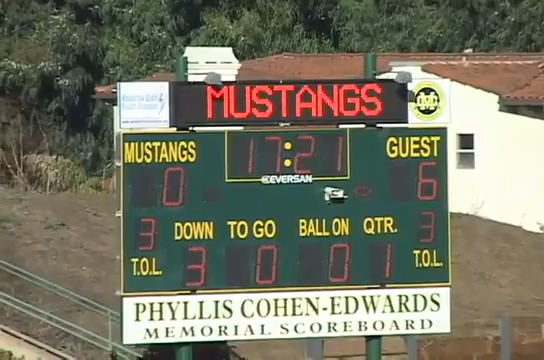 MUSTANGS
MUSTANGS 17:21 GUEST
0 EVERSAN 6
3 DOWN TO GO BALL ON QTR. 3
T.O.L. 3 0 0 1 T.O.L.
PHYLLIS COHEN-EDWARDS
MEMORIAL SCOREBOARD